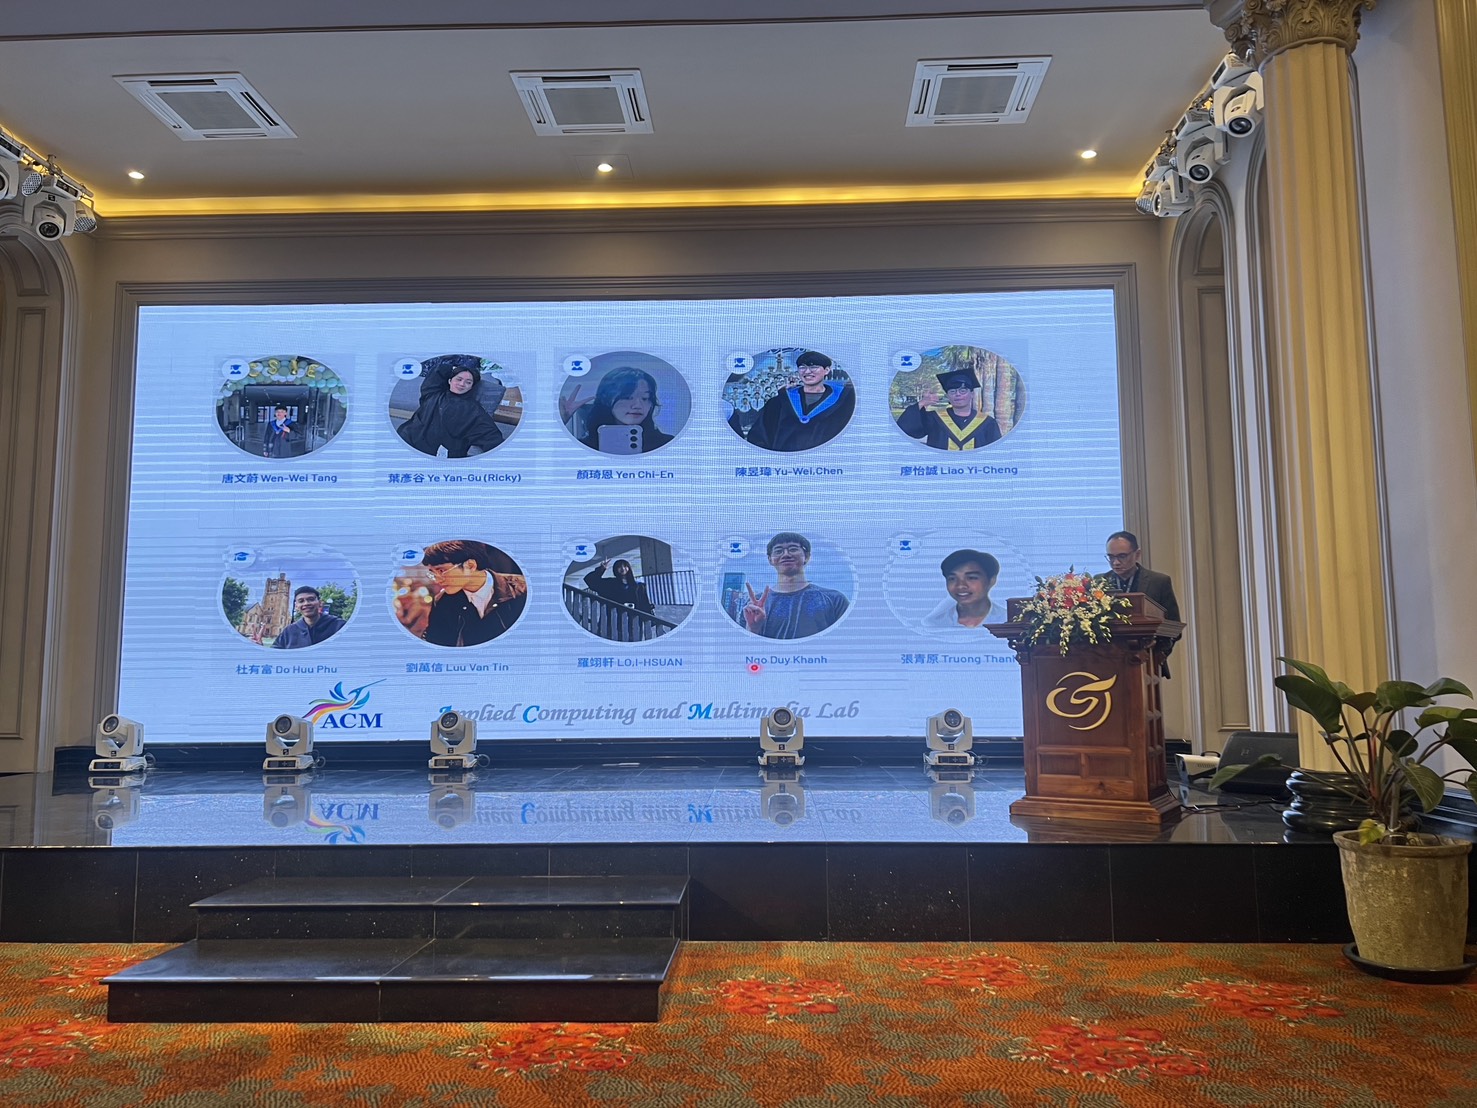 唐文蔚 Wen-Wei Tang
葉彥谷 Ye Yan-Gu (Ricky)
顏琦恩 Yen Chi-En
陳昱瑋 Yu-Wei,Chen
廖怡誠 Liao Yi-Cheng
杜有富 Do Huu Phu
劉萬信 Luu Van Tin
羅翊軒 LO,I-HSUAN
Ngo Duy Khanh
張青原 Truong Thanh
ACM
Applied Computing and Multimedia Lab